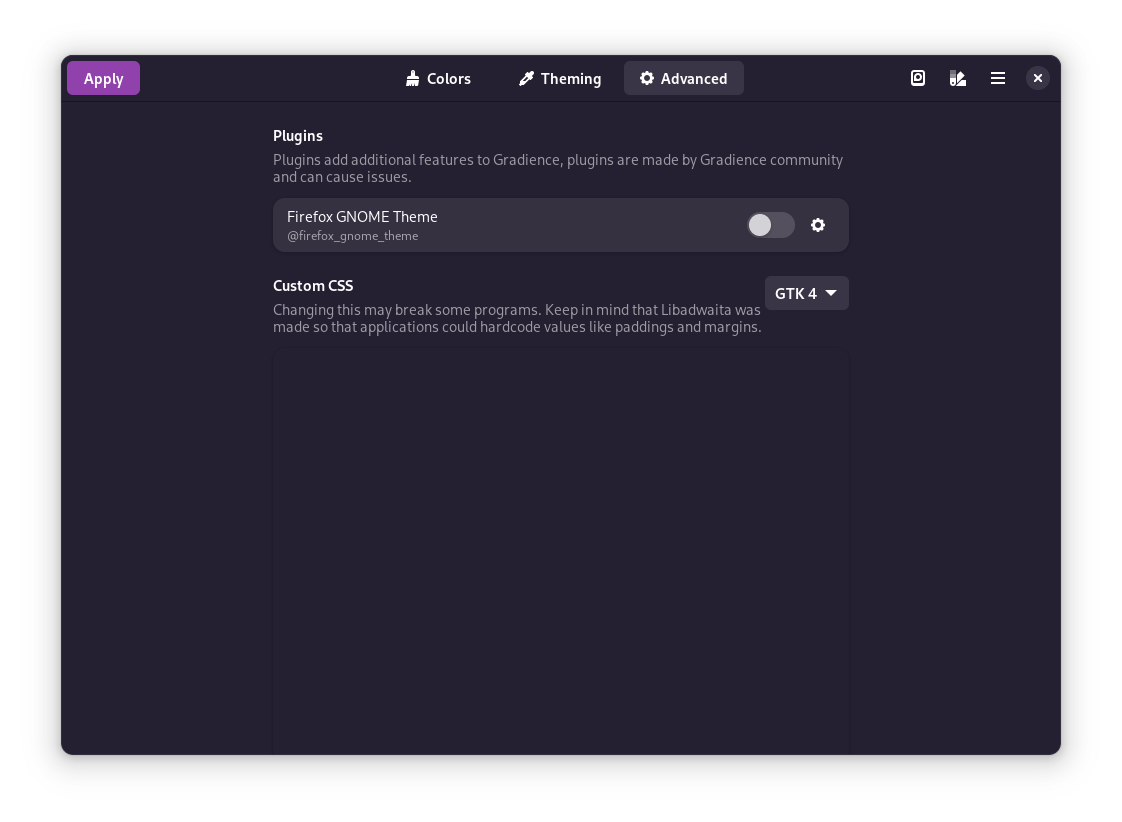 Apply
Colors
Theming
Advanced
Plugins
Plugins add additional features to Gradience, plugins are made by Gradience community
and can cause issues.
Firefox GNOME Theme
@firefox_gnome_theme
Custom CSS
GTK 4
Changing this may break some programs. Keep in mind that Libadwaita was
made so that applications could hardcode values like paddings and margins.